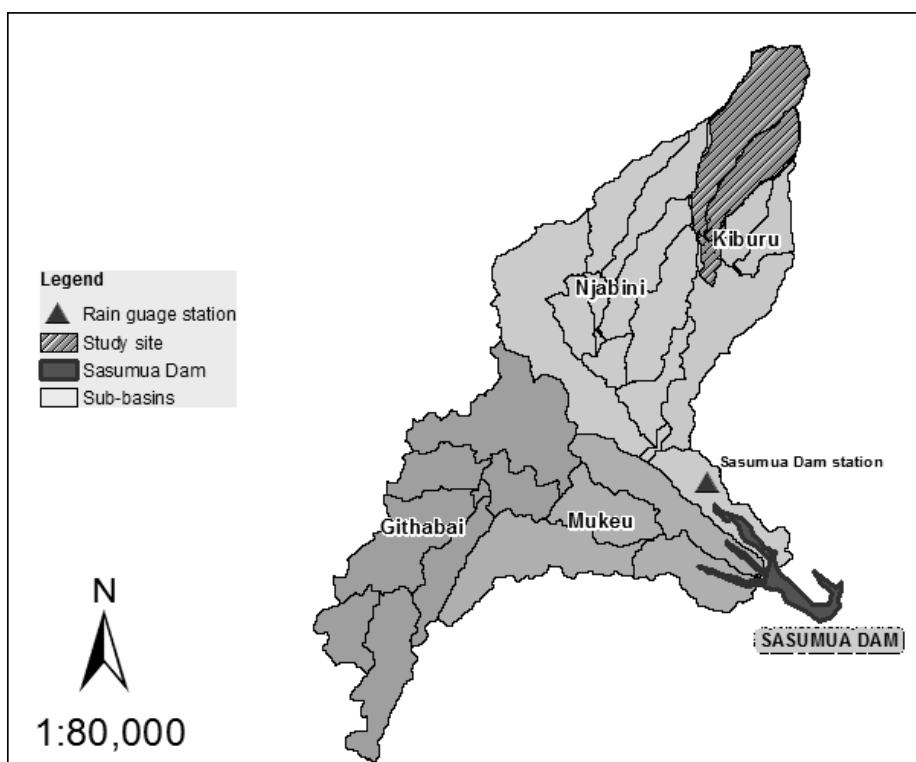 Kiburu
Njabini
Legend
Rain guage station
Study site
Sasumua Dam
Sub-basins
Sasumua Dam station
Githabai
Mukeu
N
SASUMUA DAM
1:80,000